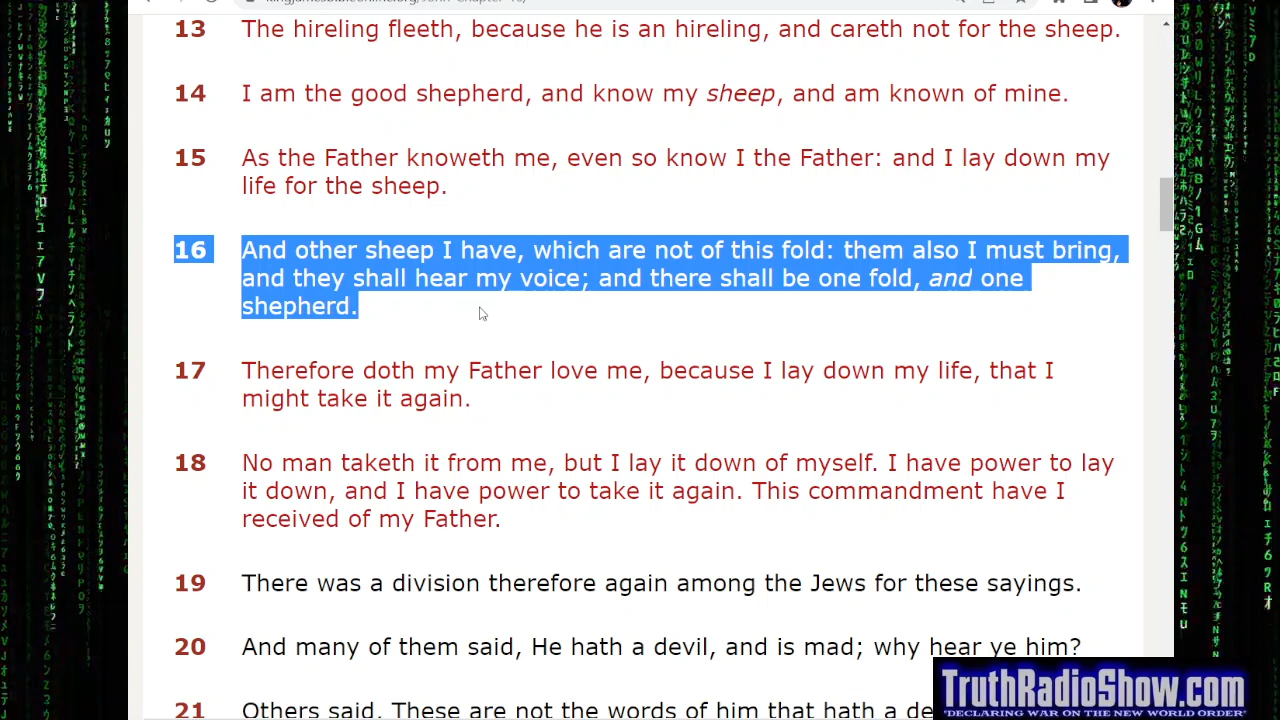 13 The hireling fleeth, because he is an hireling, and careth not for the sheep.
14 I am the good shepherd, and know my sheep, and am known of mine.
15 As the Father knoweth me, even so know I the Father: and I lay down my
life for the sheep.
16 And other sheep I have, which are not of this fold: them also I must bring,
and they shall hear my voice; and there shall be one fold, and one
shepherd.
17 Therefore doth my Father love me, because I lay down my life, that I
might take it again.
18 No man taketh it from me, but I lay it down of myself. I have power to lay
it down, and I have power to take it again. This commandment have I
received of my Father.
19 There was a division therefore again among the Jews for these sayings.
20 And many of them said, He hath a devil, and is mad; why hear ye him?
21 Others said, These are not the words of him that hath a
TruthRadioShow.com
"DECLARING WAR ON THE NEW WORLD ORDER"